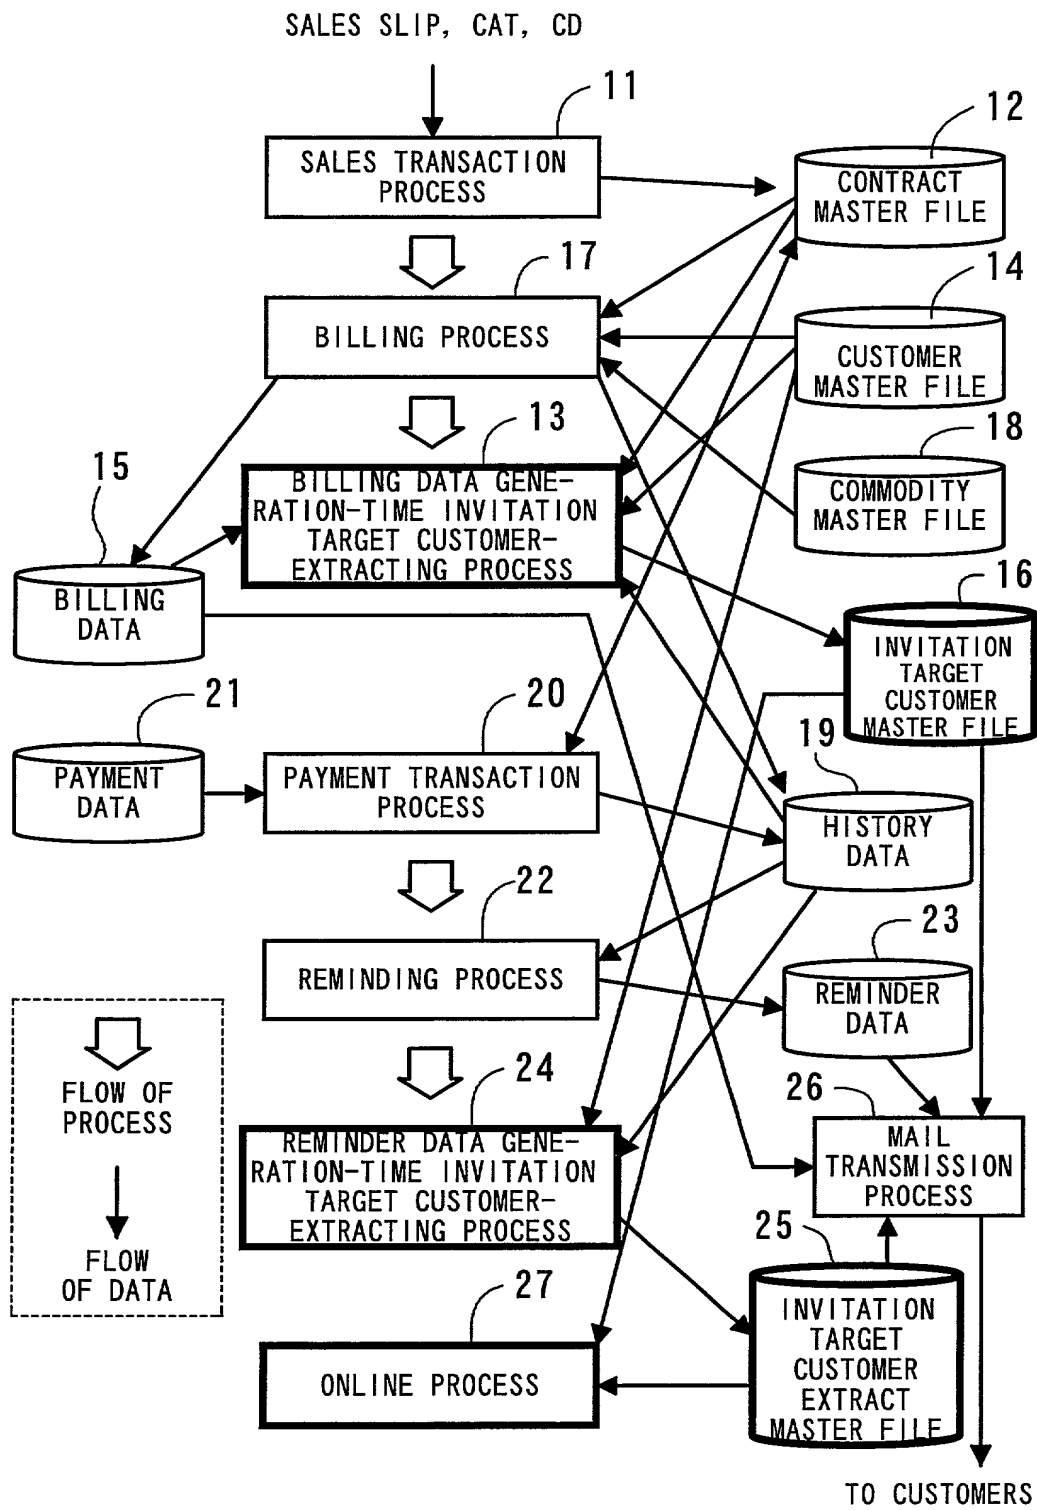 SALES SLIP, CAT, CD
11
SALES TRANSACTION
PROCESS
12
CONTRACT
MASTER FILE
17
BILLING PROCESS
14
CUSTOMER
MASTER FILE
13
BILLING DATA GENE-
RATION-TIME INVITATION
TARGET CUSTOMER-
EXTRACTING PROCESS
18
COMMODITY
MASTER FILE
15
BILLING
DATA
16
INVITATION
TARGET
CUSTOMER
MASTER FILE
21
PAYMENT
DATA
20
PAYMENT TRANSACTION
PROCESS
19
HISTORY
DATA
22
REMINDING PROCESS
23
REMINDER
DATA
FLOW OF
PROCESS
FLOW
OF DATA
24
REMINDER DATA GENE-
RATION-TIME INVITATION
TARGET CUSTOMER-
EXTRACTING PROCESS
26
MAIL
TRANSMISSION
PROCESS
25
INVITATION
TARGET
CUSTOMER
EXTRACT
MASTER FILE
27
ONLINE PROCESS
TO CUSTOMERS